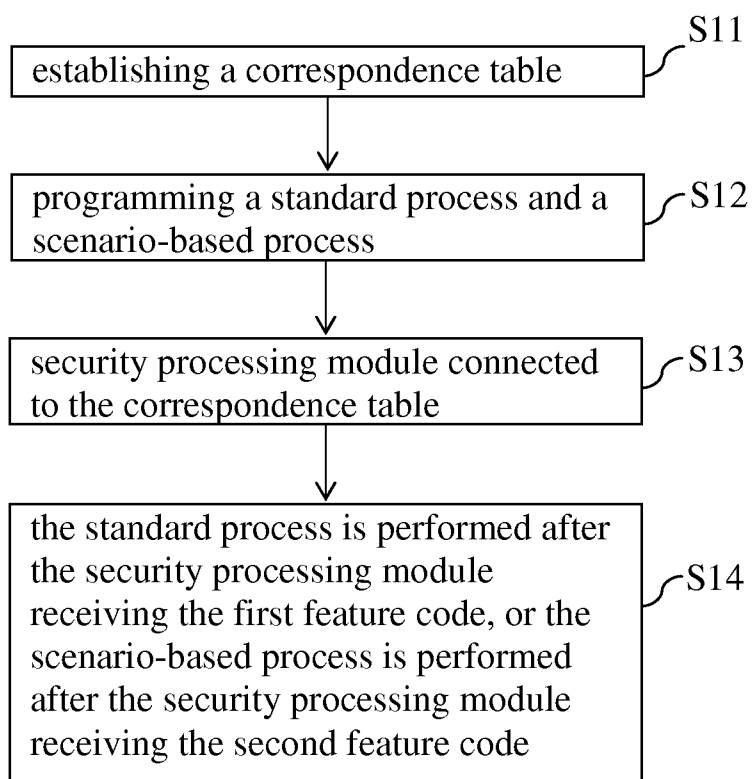 S11
establishing a correspondence table
programming a standard process and a
scenario-based process
S12
security processing module connected
to the correspondence table
S13
the standard process is performed after
the security processing module
receiving the first feature code, or the
scenario-based process is performed
after the security processing module
receiving the second feature code
S14